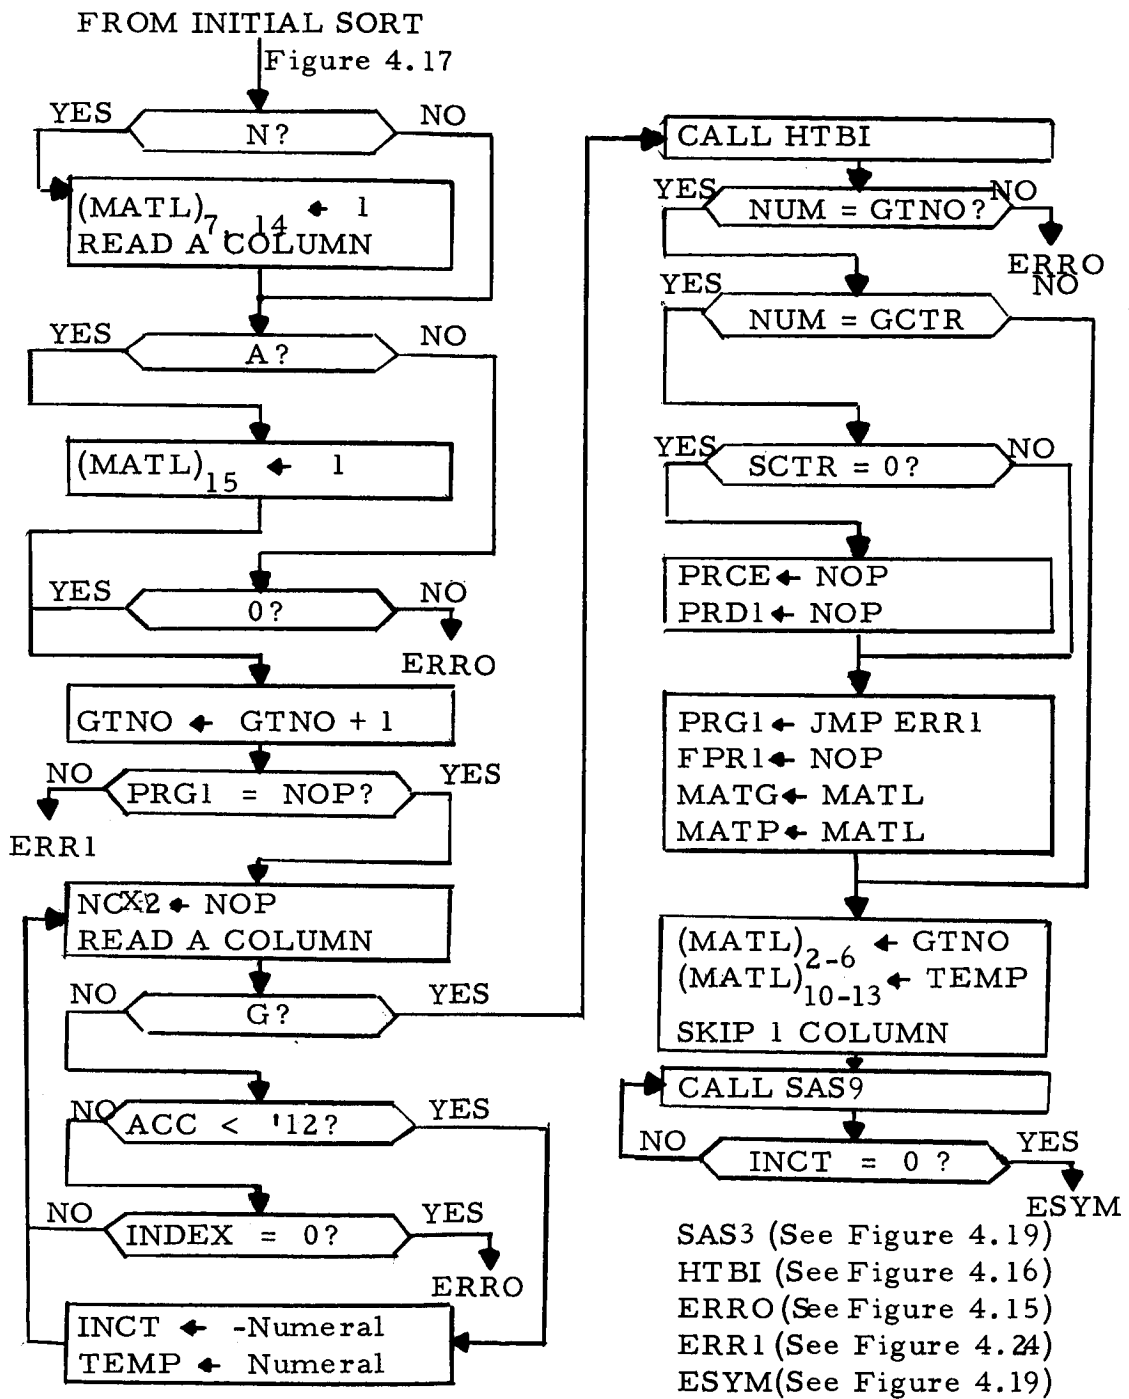 FROM INITIAL SORT
Figure 4.17
YES
N?
NO
(MATL)7, 14 ← 1
READ A COLUMN
YES
A?
NO
(MATL)15 ← 1
YES
0?
NO
ERRO
GTNO ← GTNO + 1
NO
PRG1 = NOP?
YES
ERR1
NCX2 ← NOP
READ A COLUMN
NO
G?
YES
NO
ACC < '12?
YES
NO
INDEX = 0?
YES
ERRO
INCT ← -Numeral
TEMP ← Numeral
CALL HTBI
YES
NUM = GTNO?
NO
ERRO
YES
NUM = GCTR
NO
YES
SCTR = 0?
NO
PRCE ← NOP
PRD1 ← NOP
PRG1 ← JMP ERR1
FPR1 ← NOP
MATG ← MATL
MATP ← MATL
(MATL)2-6 ← GTNO
(MATL)10-13 ← TEMP
SKIP 1 COLUMN
CALL SAS9
NO
INCT = 0 ?
YES
ESYM
SAS3 (See Figure 4.19)
HTBI (See Figure 4.16)
ERRO (See Figure 4.15)
ERR1 (See Figure 4.24)
ESYM (See Figure 4.19)